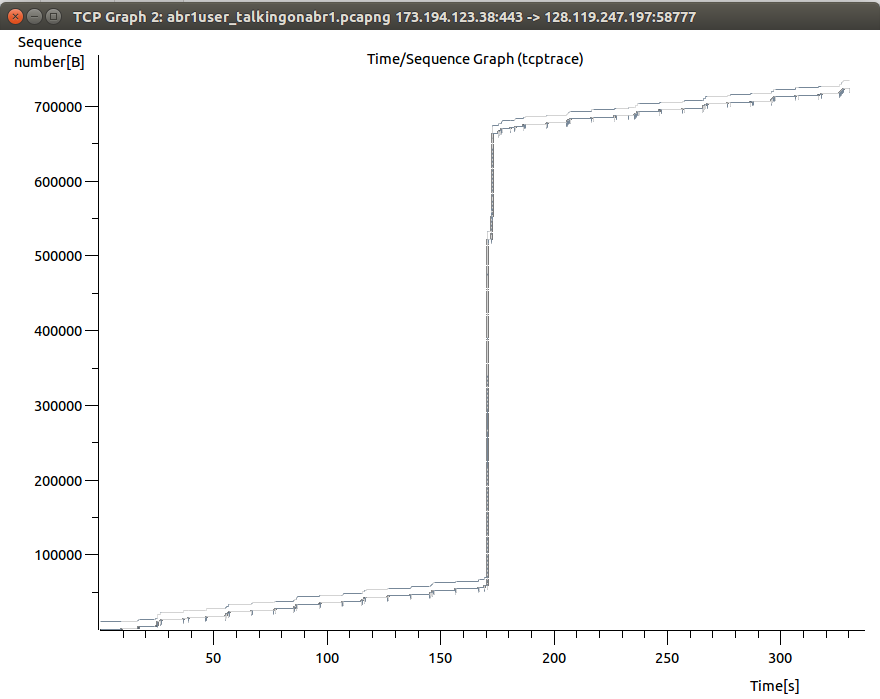 TCP Graph 2: abr1user_talkingonabr1.pcapng 173.194.123.38:443 -> 128.119.247.197:58777
Sequence
number[B]
Time/Sequence Graph (tcptrace)
700000
600000
500000
400000
300000
200000
100000
50
100
150
200
250
300
Time[s]